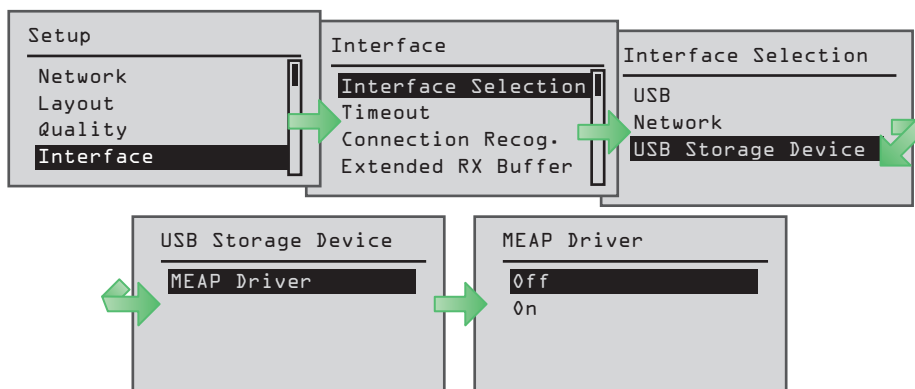 Setup
Network
Layout
Quality
Interface
Interface
Interface Selection
Timeout
Connection Recog.
Extended RX Buffer
Interface Selection
USB
Network
USB Storage Device
USB Storage Device
MEAP Driver
MEAP Driver
Off
On